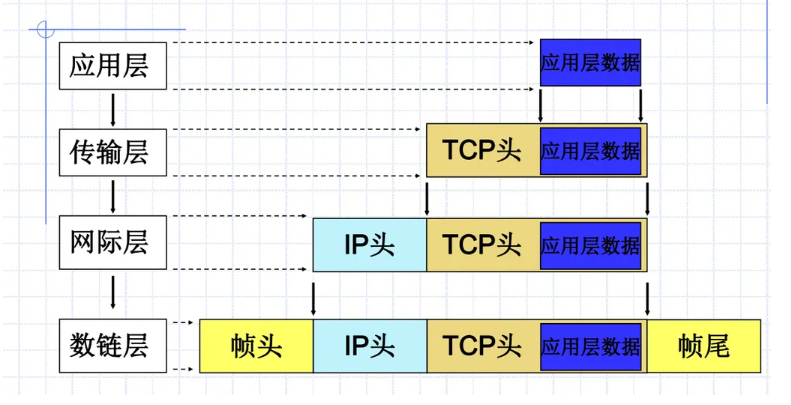 应用层
应用层数据
传输层
TCP头
应用层数据
网际层
IP头
TCP头
应用层数据
数链层
帧头
IP头
TCP头
应用层数据
帧尾